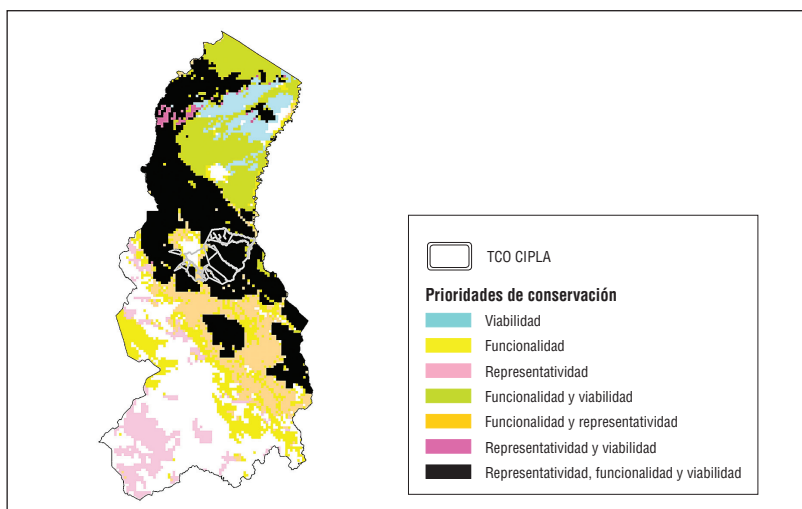 TCO CIPLA
Prioridades de conservación
Viabilidad
Funcionalidad
Representatividad
Funcionalidad y viabilidad
Funcionalidad y representatividad
Representatividad y viabilidad
Representatividad, funcionalidad y viabilidad